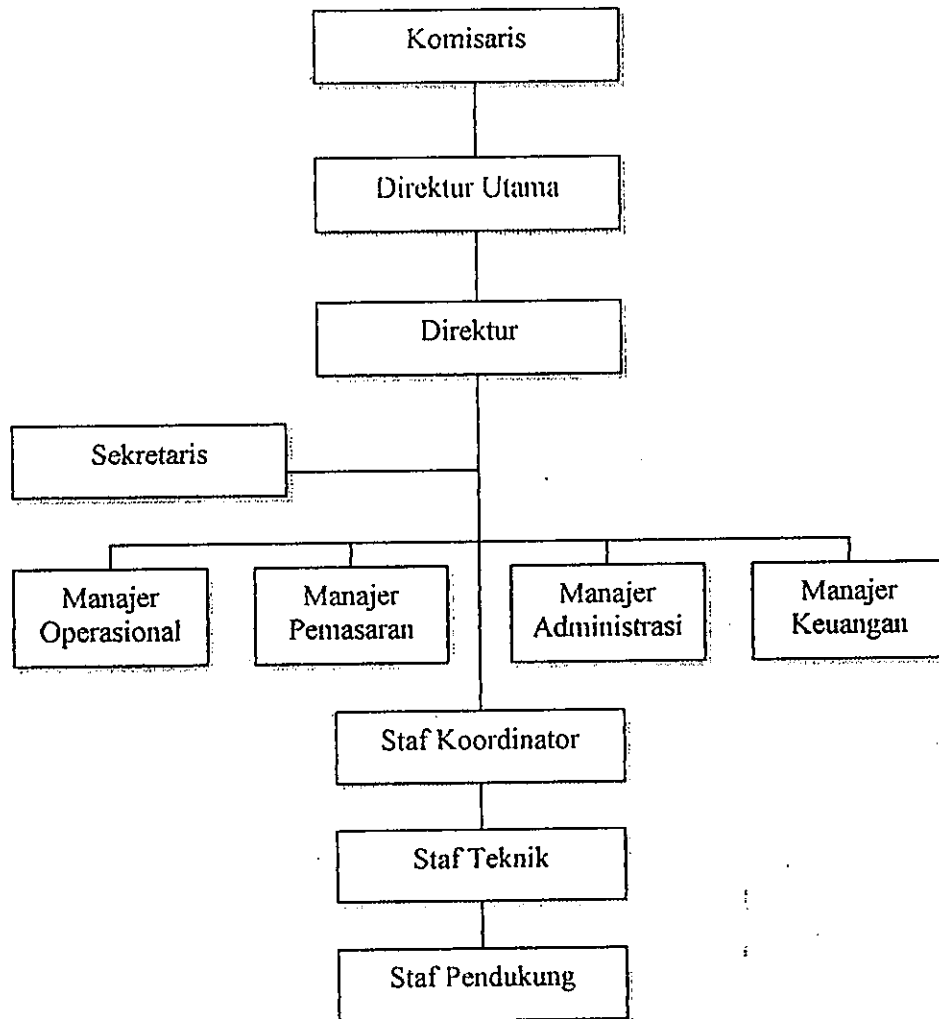 Komisaris
Direktur Utama
Direktur
Sekretaris
Manajer
Operasional
Manajer
Pemasaran
Manajer
Administrasi
Manajer
Keuangan
Staf Koordinator
Staf Teknik
Staf Pendukung